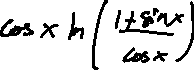 cos x ln( (1+sin x)/(cos x) )